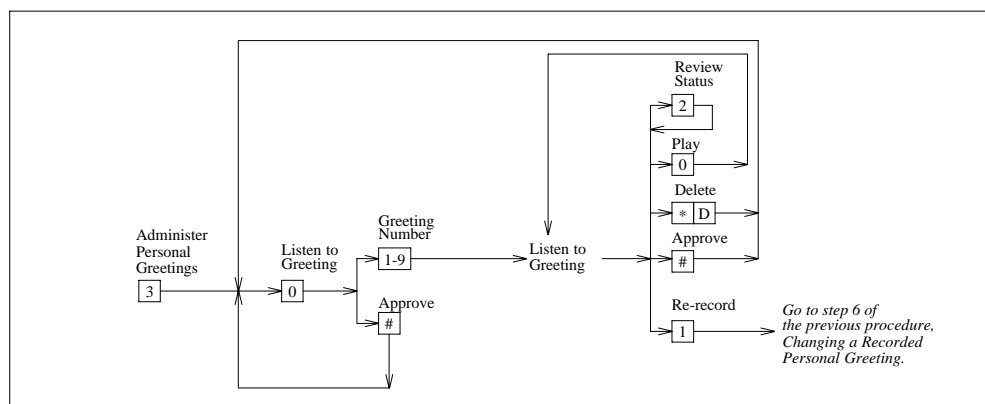 Administer
Personal
Greetings
3
Listen to
Greeting
0
Greeting
Number
1-9
Approve
#
Listen to
Greeting
Review
Status
2
Play
0
Delete
* D
Approve
#
Re-record
1
Go to step 6 of
the previous procedure,
Changing a Recorded
Personal Greeting.